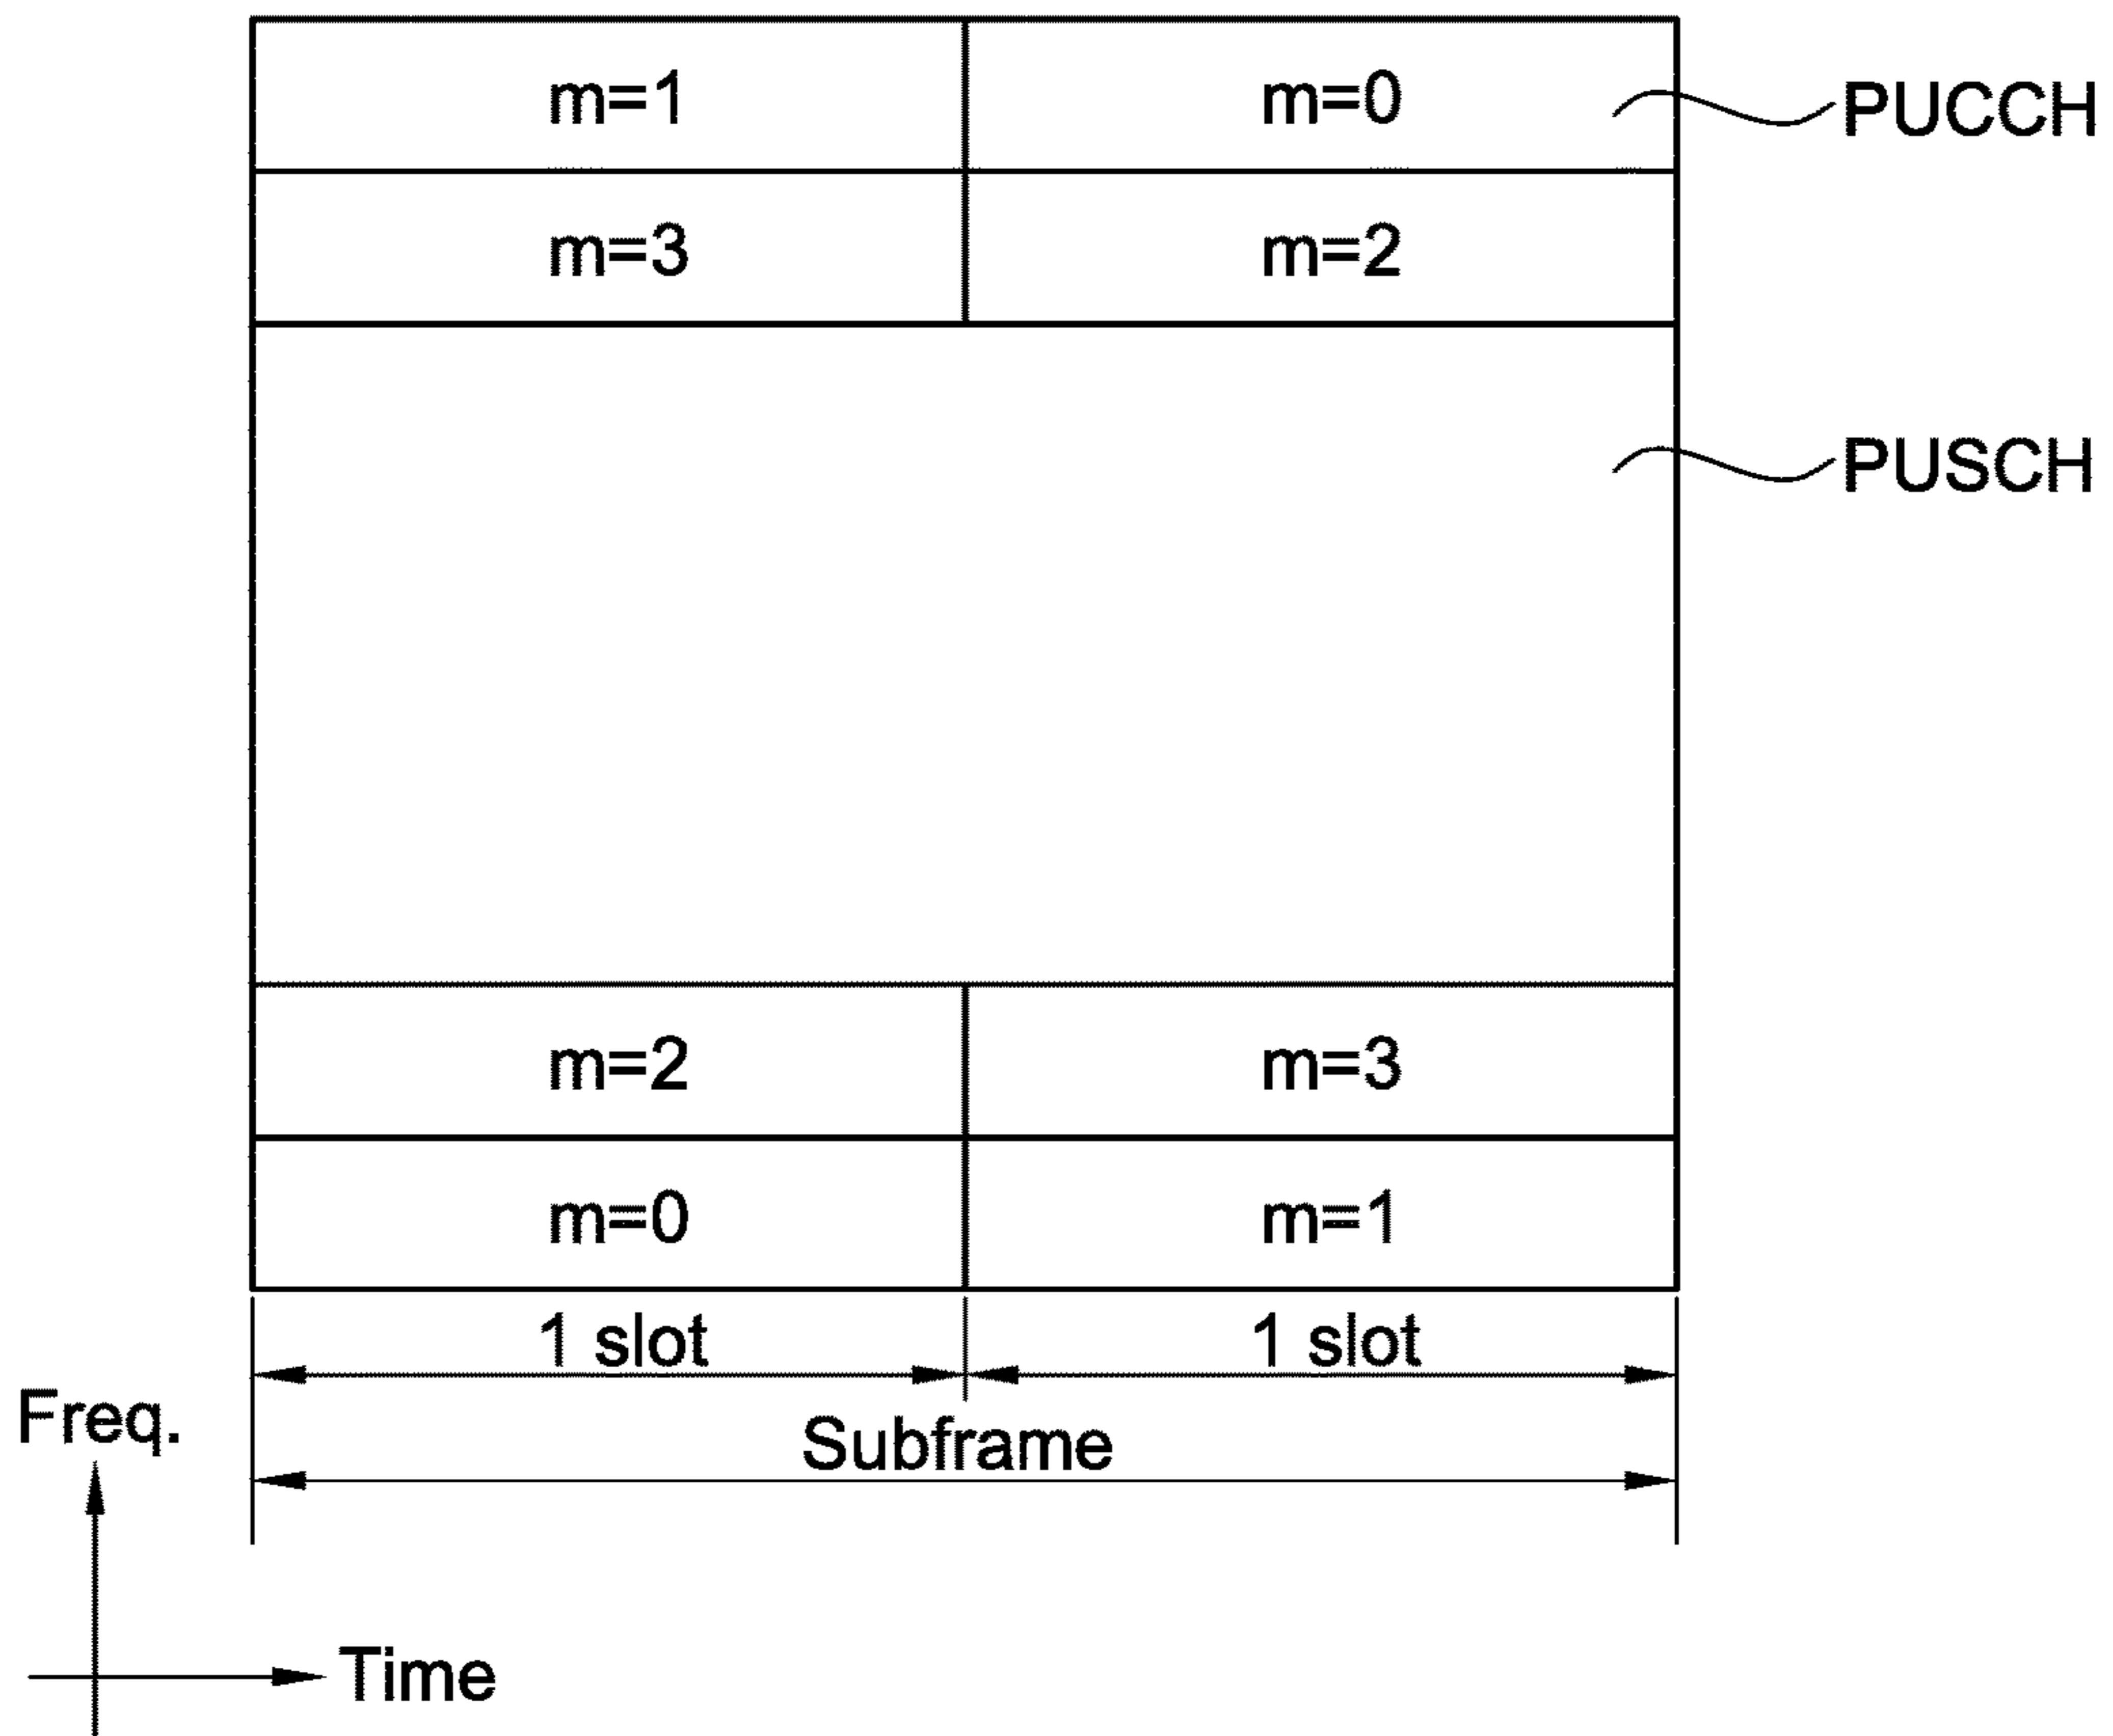 m=1 m=0 PUCCH
m=3 m=2
PUSCH
m=2 m=3
m=0 m=1
1 slot 1 slot
Freq.
Subframe
Time